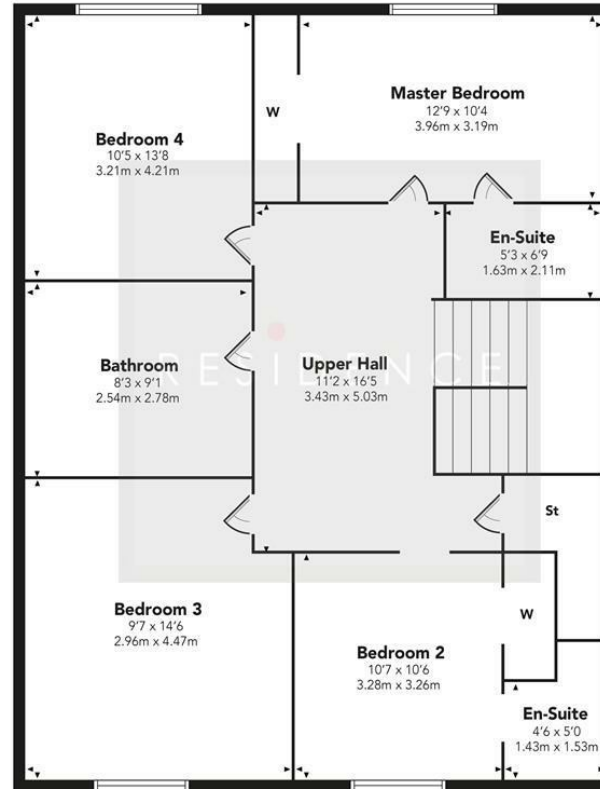 Master Bedroom
12'9 x 10'4
3.96m x 3.19m
W
Bedroom 4
10'5 x 13'8
3.21m x 4.21m
En-Suite
5'3 x 6'9
1.63m x 2.11m
Bathroom
8'3 x 9'1
2.54m x 2.78m
Upper Hall
11'2 x 16'5
3.43m x 5.03m
RESIDENCE
St
Bedroom 3
9'7 x 14'6
2.96m x 4.47m
W
Bedroom 2
10'7 x 10'6
3.28m x 3.26m
En-Suite
4'6 x 5'0
1.43m x 1.53m